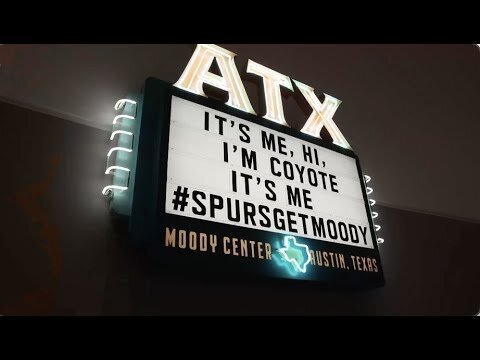 ATX
IT'S ME, HI,
I'M COYOTE
IT'S ME
#SPURSGETMOODY
MOODY CENTER AUSTIN, TEXAS